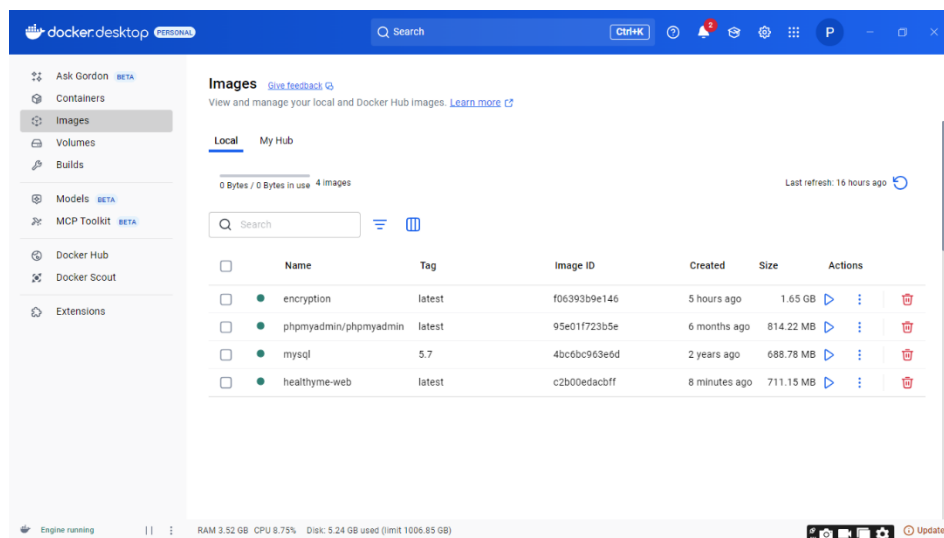 docker.desktop PERSONAL
Search Ctrl+K
P
Ask Gordon BETA
Containers
Images
Volumes
Builds
Models BETA
MCP Toolkit BETA
Docker Hub
Docker Scout
Extensions
Images Give feedback
View and manage your local and Docker Hub images. Learn more
Local My Hub
0 Bytes / 0 Bytes in use 4 images
Last refresh: 16 hours ago
Search
Name Tag Image ID Created Size Actions
encryption latest f06393b9e146 5 hours ago 1.65 GB
phpmyadmin/phpmyadmin latest 95e01f723b5e 6 months ago 814.22 MB
mysql 5.7 4bc6bc963e6d 2 years ago 688.78 MB
healthyme-web latest c2b00edacbff 8 minutes ago 711.15 MB
Engine running
RAM 3.52 GB CPU 8.75% Disk: 5.24 GB used (limit 1006.85 GB)
Update